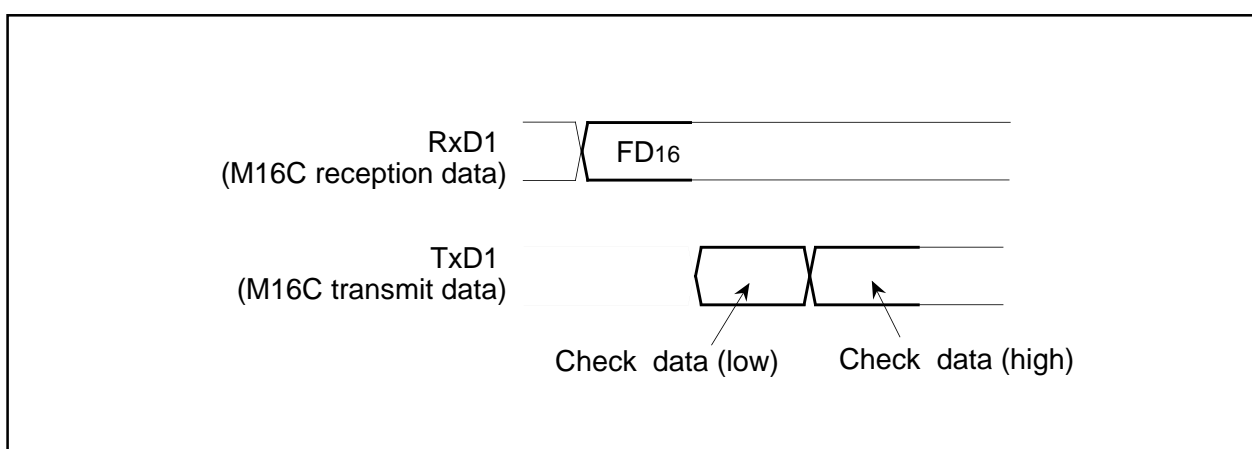 RxD1
(M16C reception data)
FD16
TxD1
(M16C transmit data)
Check data (low)
Check data (high)